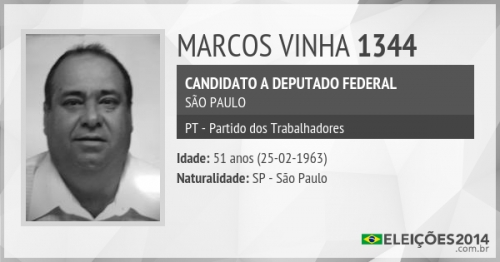 MARCOS VINHA 1344
CANDIDATO A DEPUTADO FEDERAL
SÃO PAULO
PT - Partido dos Trabalhadores
Idade: 51 anos (25-02-1963)
Naturalidade: SP - São Paulo
ELEIÇÕES2014
.com.br